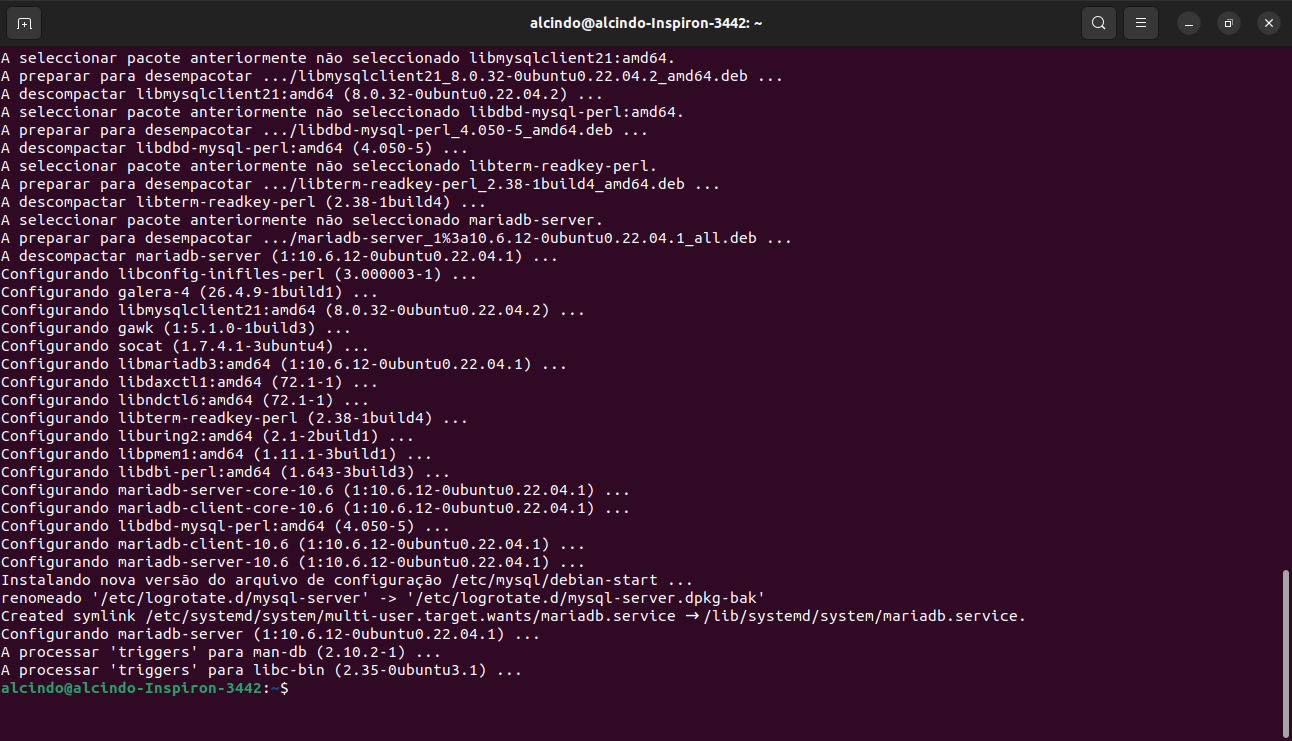 alcindo@alcindo-Inspiron-3442: ~
A seleccionar pacote anteriormente não seleccionado libmysqlclient21:amd64.
A preparar para desempacotar .../libmysqlclient21_8.0.32-0ubuntu0.22.04.2_amd64.deb ...
A descompactar libmysqlclient21:amd64 (8.0.32-0ubuntu0.22.04.2) ...
A seleccionar pacote anteriormente não seleccionado libdbd-mysql-perl:amd64.
A preparar para desempacotar .../libdbd-mysql-perl_4.050-5_amd64.deb ...
A descompactar libdbd-mysql-perl:amd64 (4.050-5) ...
A seleccionar pacote anteriormente não seleccionado libterm-readkey-perl.
A preparar para desempacotar .../libterm-readkey-perl_2.38-1build4_amd64.deb ...
A descompactar libterm-readkey-perl (2.38-1build4) ...
A seleccionar pacote anteriormente não seleccionado mariadb-server.
A preparar para desempacotar .../mariadb-server_1%3a10.6.12-0ubuntu0.22.04.1_all.deb ...
A descompactar mariadb-server (1:10.6.12-0ubuntu0.22.04.1) ...
Configurando libconfig-inifiles-perl (3.000003-1) ...
Configurando galera-4 (26.4.9-1build1) ...
Configurando libmysqlclient21:amd64 (8.0.32-0ubuntu0.22.04.2) ...
Configurando gawk (1:5.1.0-1build3) ...
Configurando socat (1.7.4.1-3ubuntu4) ...
Configurando libmariadb3:amd64 (1:10.6.12-0ubuntu0.22.04.1) ...
Configurando libdaxctl1:amd64 (72.1-1) ...
Configurando libndctl6:amd64 (72.1-1) ...
Configurando libterm-readkey-perl (2.38-1build4) ...
Configurando liburing2:amd64 (2.1-2build1) ...
Configurando libpmem1:amd64 (1.11.1-3build1) ...
Configurando libdbi-perl:amd64 (1.643-3build3) ...
Configurando mariadb-server-core-10.6 (1:10.6.12-0ubuntu0.22.04.1) ...
Configurando mariadb-client-core-10.6 (1:10.6.12-0ubuntu0.22.04.1) ...
Configurando libdbd-mysql-perl:amd64 (4.050-5) ...
Configurando mariadb-client-10.6 (1:10.6.12-0ubuntu0.22.04.1) ...
Configurando mariadb-server-10.6 (1:10.6.12-0ubuntu0.22.04.1) ...
Instalando nova versão do arquivo de configuração /etc/mysql/debian-start ...
renomeado '/etc/logrotate.d/mysql-server' -> '/etc/logrotate.d/mysql-server.dpkg-bak'
Created symlink /etc/systemd/system/multi-user.target.wants/mariadb.service → /lib/systemd/system/mariadb.service.
Configurando mariadb-server (1:10.6.12-0ubuntu0.22.04.1) ...
A processar 'triggers' para man-db (2.10.2-1) ...
A processar 'triggers' para libc-bin (2.35-0ubuntu3.1) ...
alcindo@alcindo-Inspiron-3442:~$